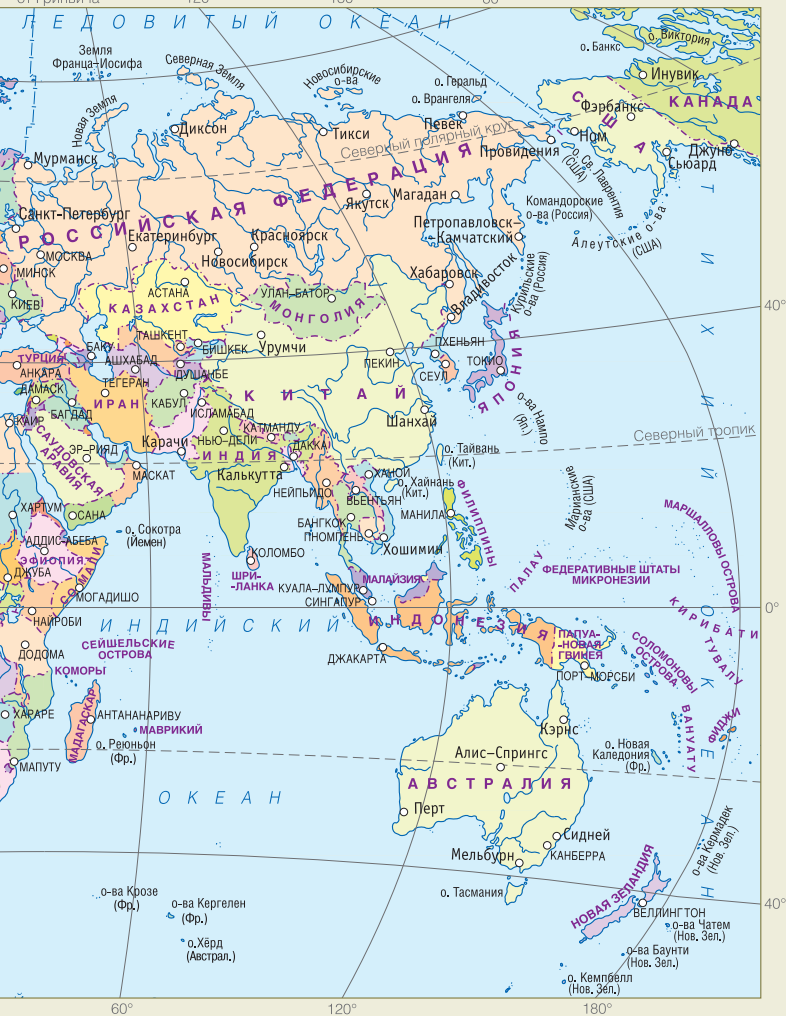 от Гринвича
120°
180°
60°
ЛЕДОВИТЫЙ ОКЕАН
Земля
Франца–Иосифа
Северная Земля
Новосибирские
о-ва
о. Геральд
о. Врангеля
о. Банкс
о. Виктория
Инувик
КАНАДА
Фэрбанкс
США
Ном
Джуно
Сьюард
Новая Земля
Диксон
Тикси
Певек
Северный полярный круг
Провидения
о. Св. Лаврентия
(США)
Мурманск
РОССИЙСКАЯ ФЕДЕРАЦИЯ
Якутск
Магадан
Командорские
о-ва (Россия)
Алеутские о-ва
(США)
Санкт-Петербург
Петропавловск–
–Камчатский
Екатеринбург
Красноярск
МОСКВА
Новосибирск
МИНСК
Хабаровск
Владивосток
Курильские
о-ва (Россия)
КИЕВ
АСТАНА
КАЗАХСТАН
УЛАН–БАТОР
МОНГОЛИЯ
40°
ТАШКЕНТ
БАКУ
БИШКЕК
Урумчи
ПХЕНЬЯН
ТУРЦИЯ
АШХАБАД
ПЕКИН
ТОКИО
ЯПОНИЯ
АНКАРА
ДУШАНБЕ
СЕУЛ
ТЕГЕРАН
ДАМАСК
ИРАН
КАБУЛ
КИТАЙ
БАГДАД
ИСЛАМАБАД
Шанхай
о-ва Нампо
(Яп.)
КАИР
КАТМАНДУ
Северный тропик
САУДОВСКАЯ
АРАВИЯ
ЭР–РИЯД
Карачи
НЬЮ–ДЕЛИ
ДАККА
ИНДИЯ
о. Тайвань
(Кит.)
МАСКАТ
Калькутта
ХАНОЙ
о. Хайнань
(Кит.)
НЕЙПЬИДО
ВЬЕНТЬЯН
ХАРТУМ
САНА
МАНИЛА
ФИЛИППИНЫ
Марианские
о-ва (США)
МАРШАЛЛОВЫ ОСТРОВА
о. Сокотра
(Йемен)
БАНГКОК
ПНОМПЕНЬ
Хошимин
АДДИС–АБЕБА
ЭФИОПИЯ
СОМАЛИ
КОЛОМБО
ДЖУБА
МАЛЬДИВЫ
ШРИ–
–ЛАНКА
КУАЛА–ЛУМПУР
МАЛАЙЗИЯ
СИНГАПУР
ПАЛАУ
ФЕДЕРАТИВНЫЕ ШТАТЫ
МИКРОНЕЗИИ
МОГАДИШО
0°
КИРИБАТИ
НАЙРОБИ
ИНДИЙСКИЙ
ИНДОНЕЗИЯ
ПАПУА–
–НОВАЯ
ГВИНЕЯ
СОЛОМОНОВЫ
ОСТРОВА
ТУВАЛУ
СЕЙШЕЛЬСКИЕ
ОСТРОВА
ДОДОМА
ДЖАКАРТА
ПОРТ–МОРСБИ
КОМОРЫ
ХАРАРЕ
АНТАНАНАРИВУ
МАДАГАСКАР
МАВРИКИЙ
о. Реюньон
(Фр.)
МАПУТУ
Кэрнс
Алис–Спрингс
АВСТРАЛИЯ
о. Новая
Каледония
(Фр.)
ВАНУАТУ
ФИДЖИ
ОКЕАН
ТИХИЙ ОКЕАН
Перт
Сидней
Мельбурн
КАНБЕРРА
о. Тасмания
НОВАЯ ЗЕЛАНДИЯ
о-ва Кермадек
(Нов. Зел.)
о-ва Крозе
(Фр.)
о-ва Кергелен
(Фр.)
40°
ВЕЛЛИНГТОН
о-ва Чатем
(Нов. Зел.)
о.Хёрд
(Австрал.)
о-ва Баунти
(Нов. Зел.)
о. Кемпбелл
(Нов. Зел.)
60°
120°
180°